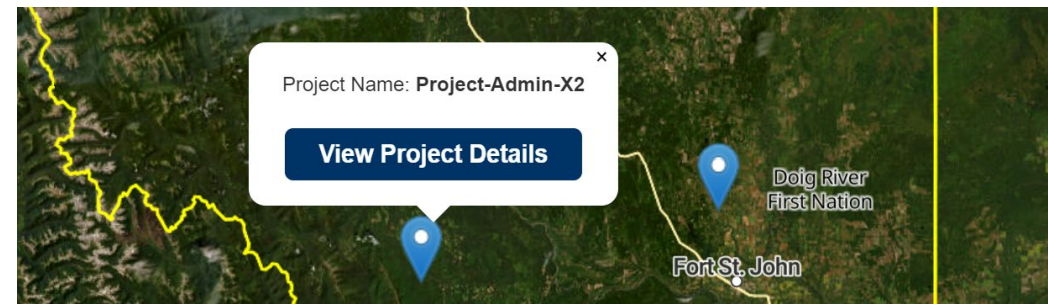 ×
Project Name: Project-Admin-X2
View Project Details
Doig River
First Nation
Fort St. John